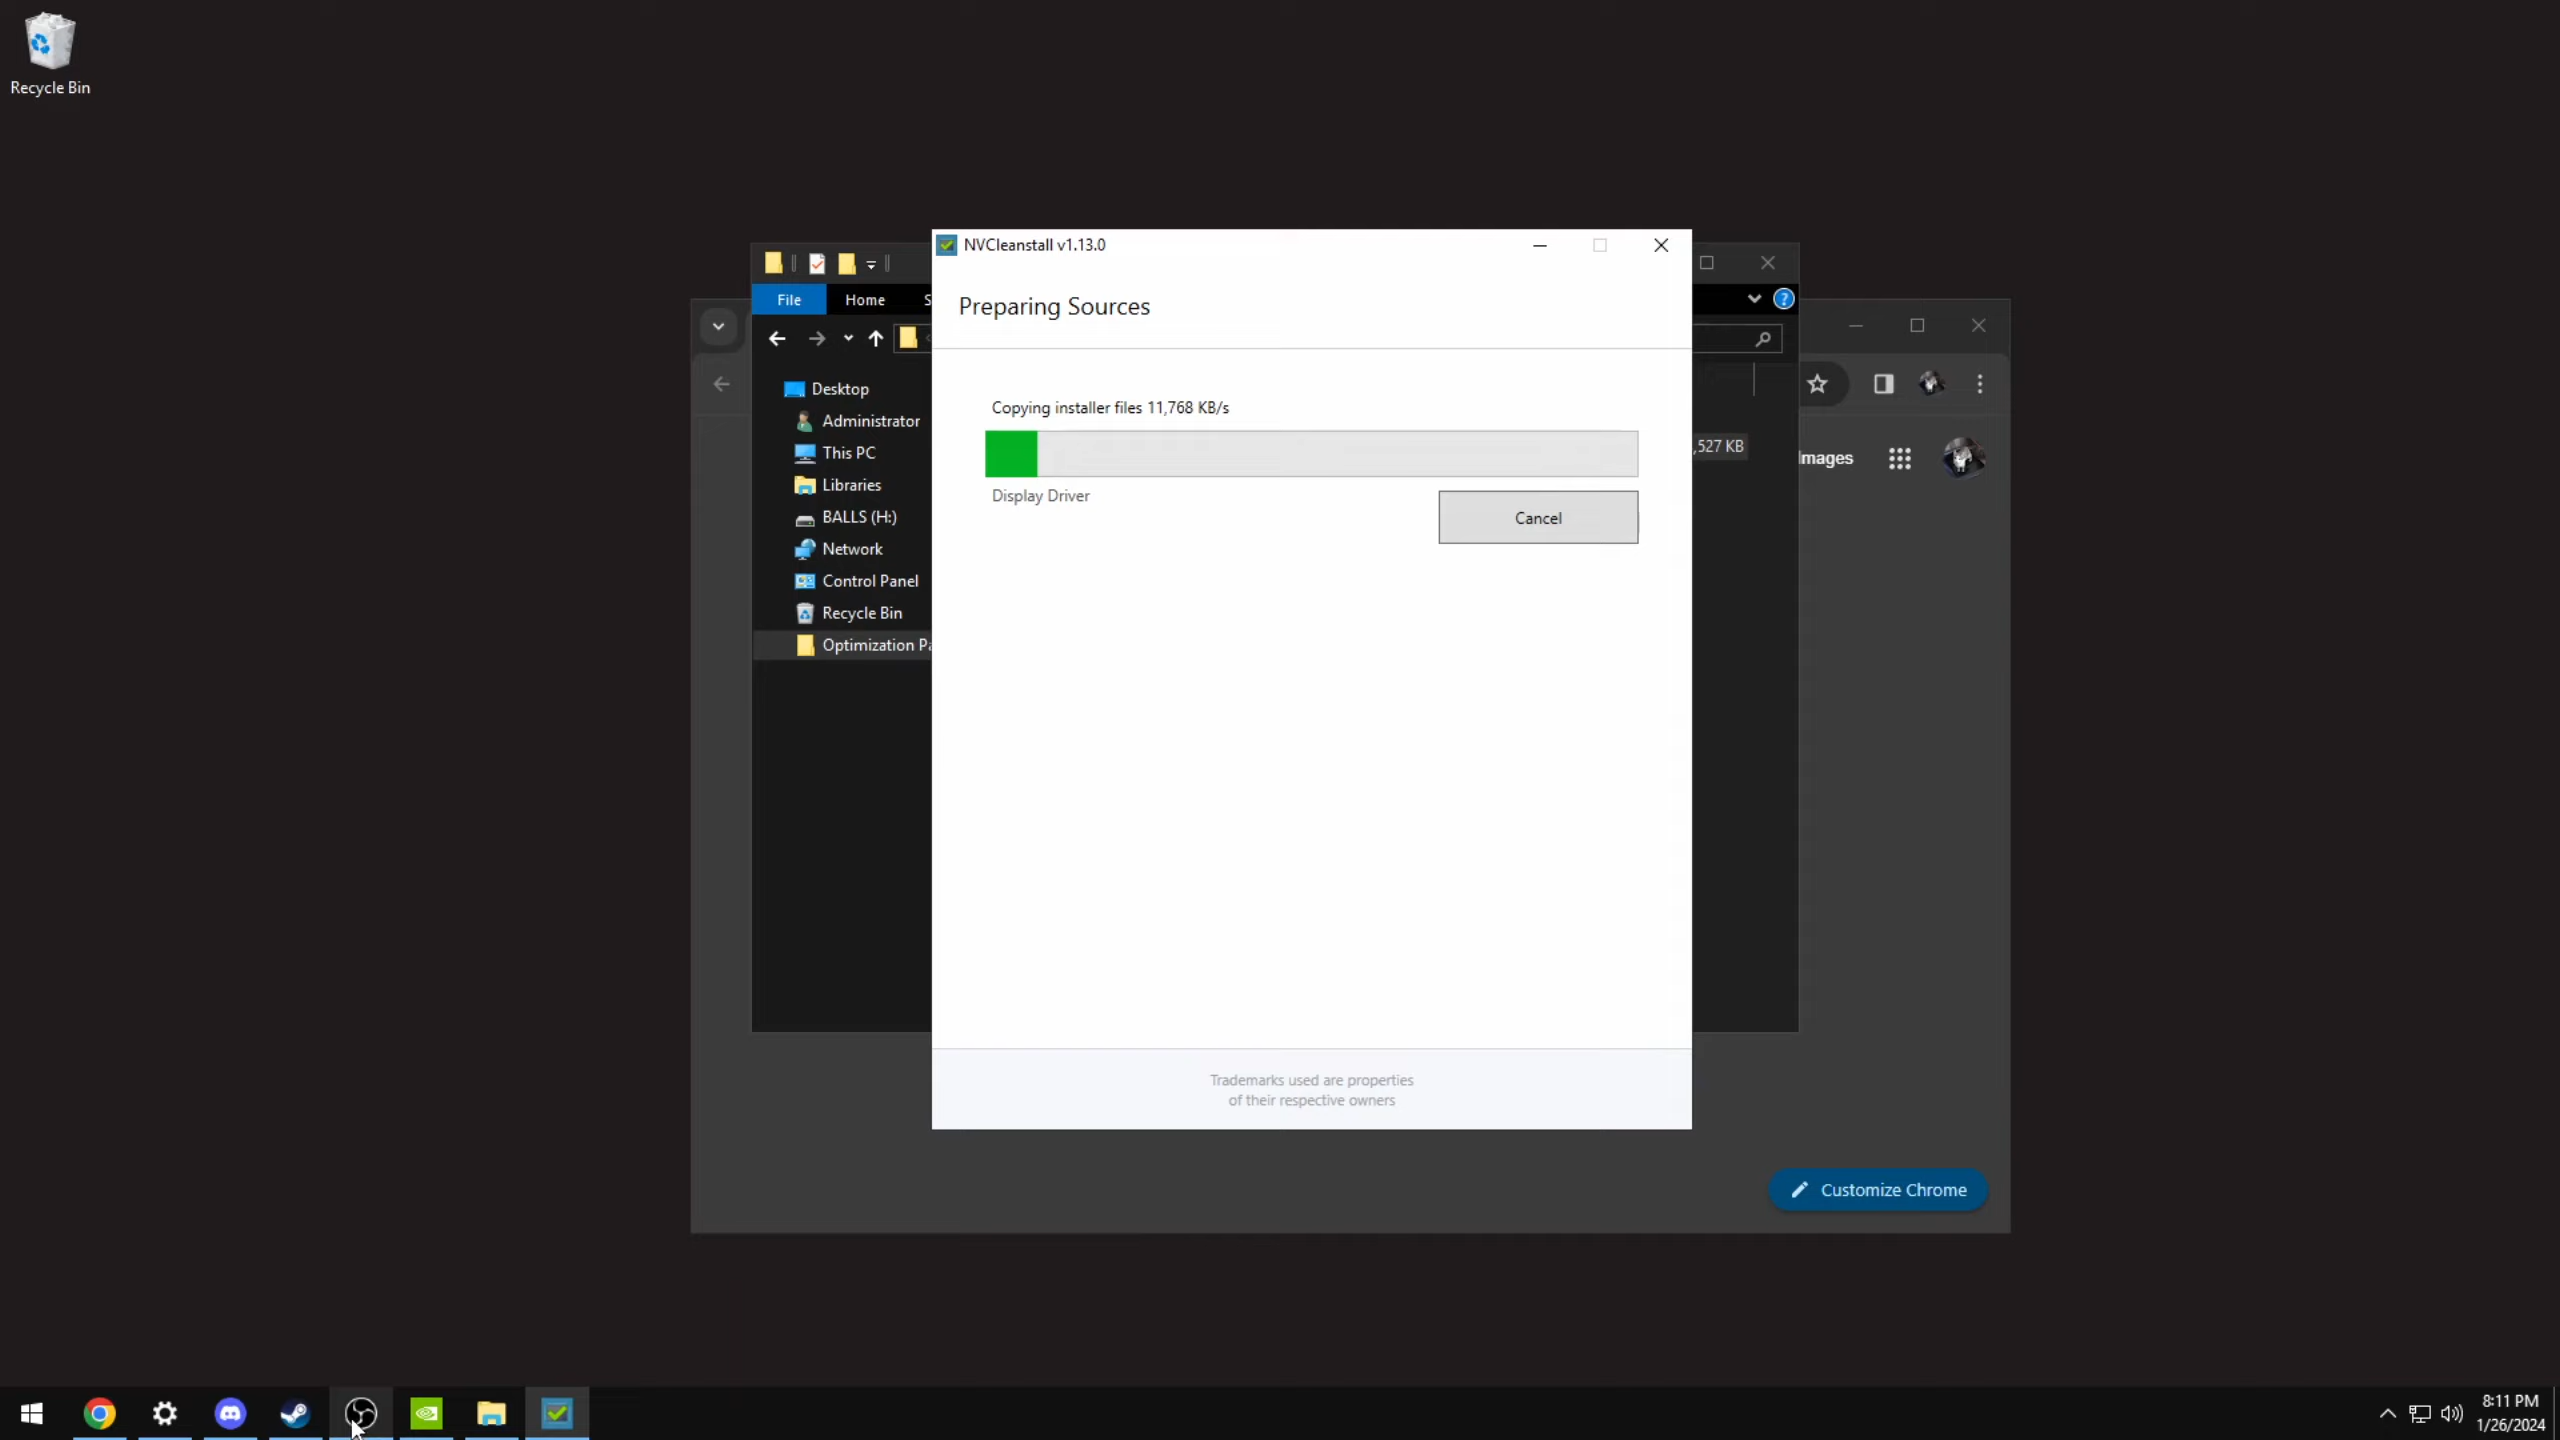 Recycle Bin
NVCleanstall v1.13.0
Preparing Sources
File
Home
S
Copying installer files 11,768 KB/s
Display Driver
Cancel
Desktop
Administrator
This PC
Libraries
BALLS (H:)
Network
Control Panel
Recycle Bin
Optimization Pa
,527 KB
Images
Trademarks used are properties
of their respective owners
Customize Chrome
8:11 PM
1/26/2024